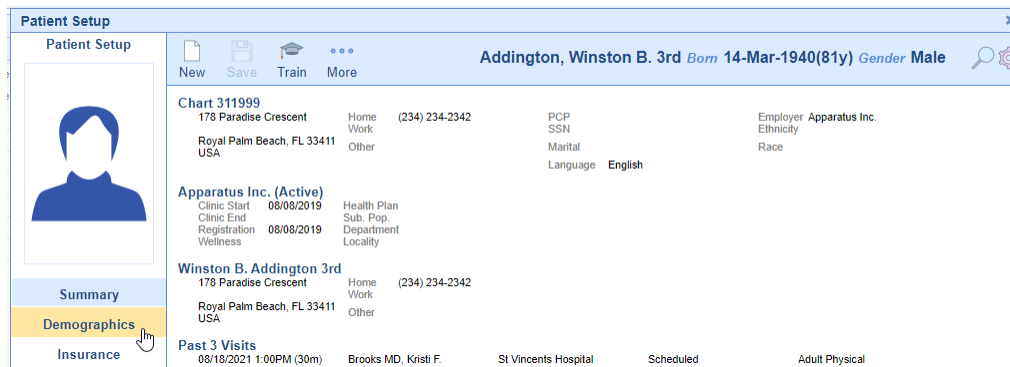 Patient Setup
Patient Setup
New Save Train More
Addington, Winston B. 3rd Born 14-Mar-1940(81y) Gender Male
Chart 311999
178 Paradise Crescent Home (234) 234-2342 PCP Employer Apparatus Inc.
Work SSN Ethnicity
Royal Palm Beach, FL 33411 Other Marital Race
USA
Language English
Apparatus Inc. (Active)
Clinic Start 08/08/2019 Health Plan
Clinic End Sub. Pop.
Registration 08/08/2019 Department
Wellness Locality
Winston B. Addington 3rd
178 Paradise Crescent Home (234) 234-2342
Work
Royal Palm Beach, FL 33411 Other
USA
Summary
Demographics
Insurance
Past 3 Visits
08/18/2021 1:00PM (30m) Brooks MD, Kristi F. St Vincents Hospital Scheduled Adult Physical